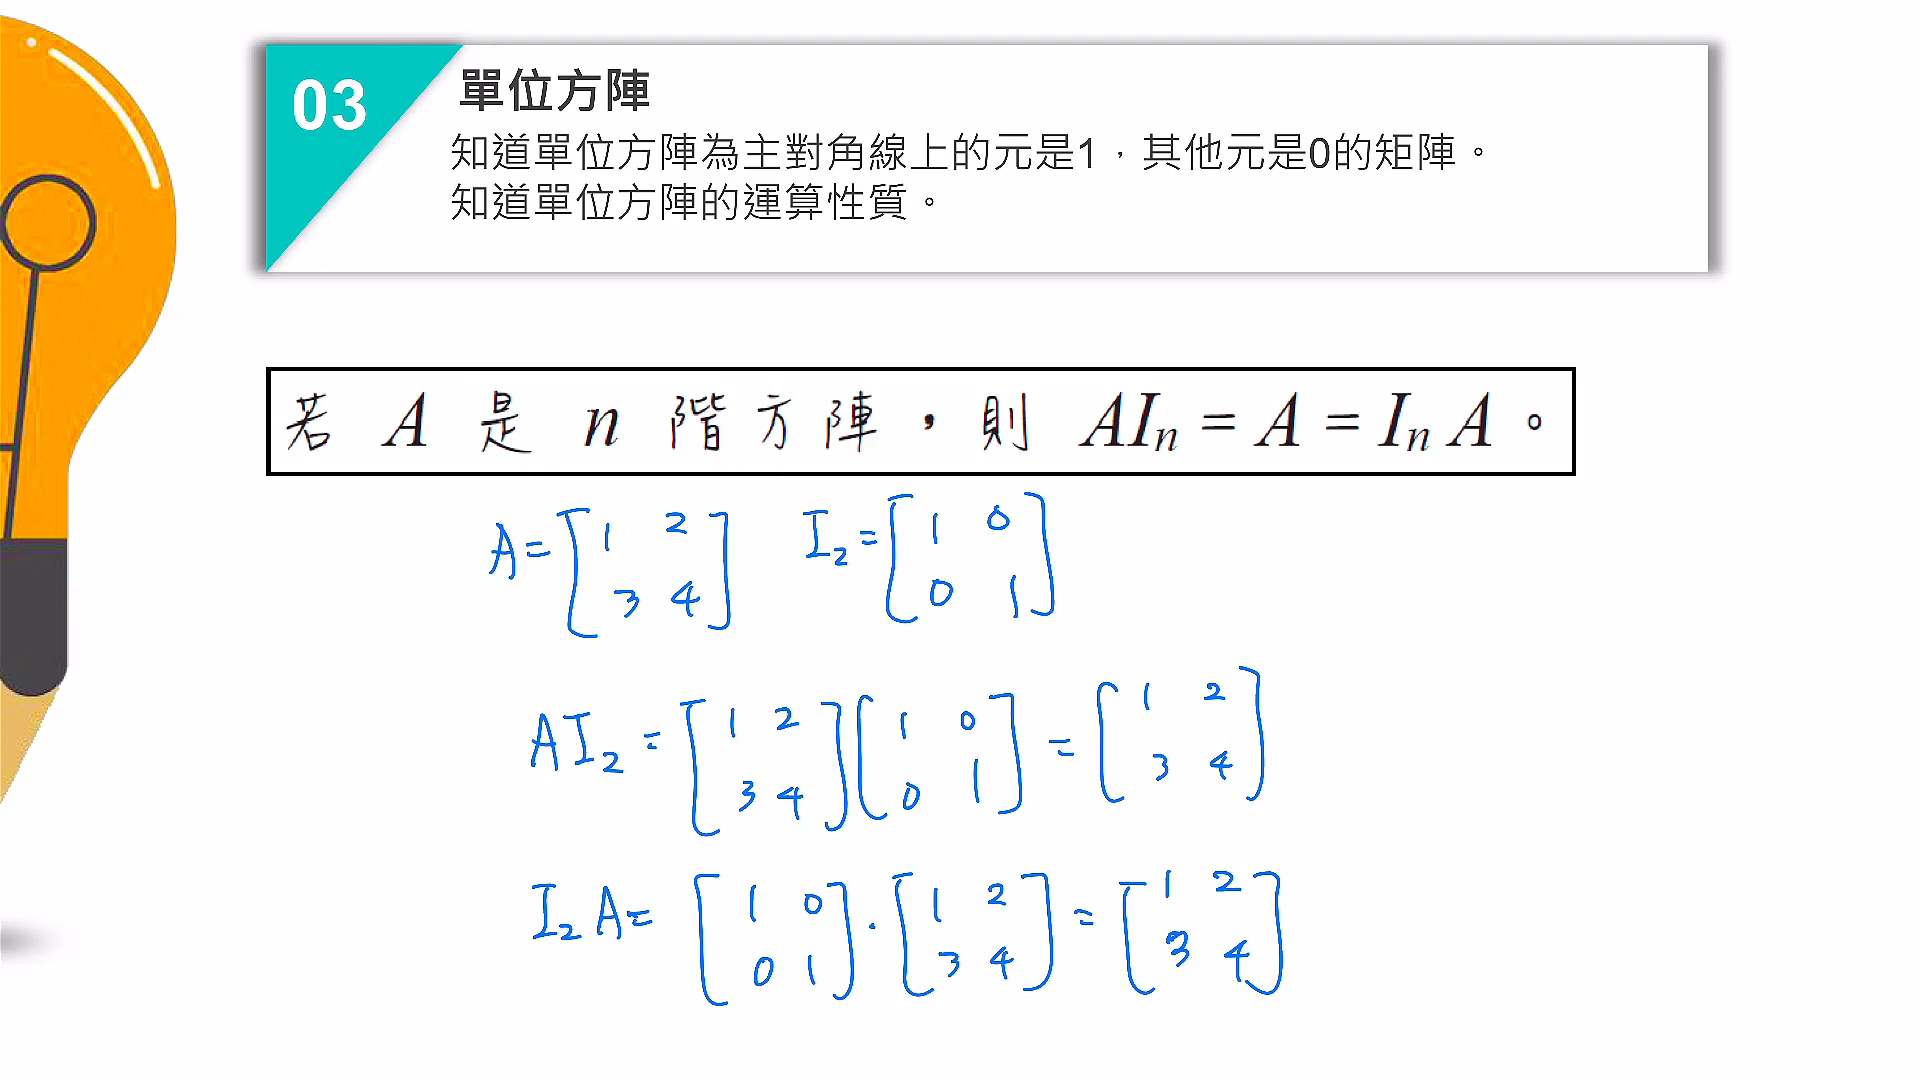 03
單位方陣
知道單位方陣為主對角線上的元是1，其他元是0的矩陣。
知道單位方陣的運算性質。
若 A 是 n 階方陣，則 AIₙ = A = Iₙ A。
A = [1 2; 3 4] I₂ = [1 0; 0 1]
AI₂ = [1 2; 3 4] [1 0; 0 1] = [1 2; 3 4]
I₂A = [1 0; 0 1] · [1 2; 3 4] = [1 2; 3 4]